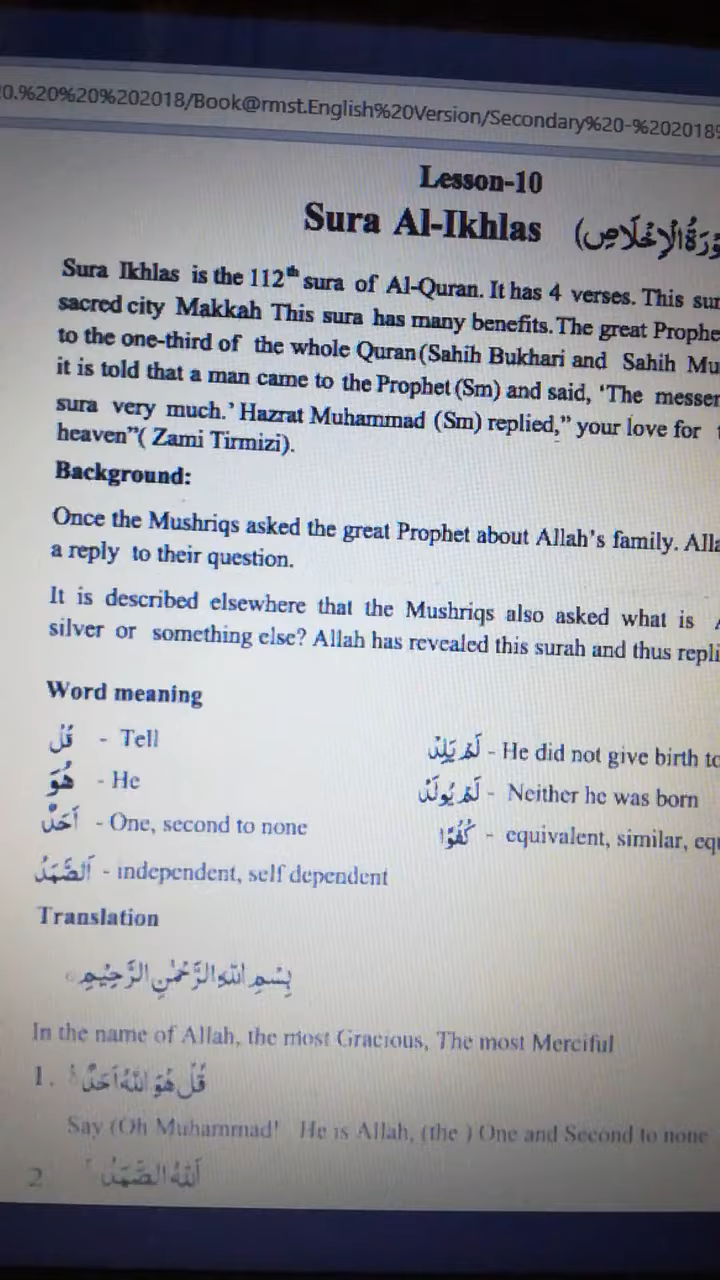 0.%20%20%202018/Book@rmst.English%20Version/Secondary%20-%202018%
Lesson-10
Sura Al-Ikhlas (سُوْرَةُ الْاِخْلَاصِ
Sura Ikhlas is the 112th sura of Al-Quran. It has 4 verses. This sur
sacred city Makkah This sura has many benefits. The great Prophe
to the one-third of the whole Quran (Sahih Bukhari and Sahih Mu
it is told that a man came to the Prophet (Sm) and said, 'The messer
sura very much.' Hazrat Muhammad (Sm) replied," your love for
heaven"( Zami Tirmizi).
Background:
Once the Mushriqs asked the great Prophet about Allah's family. Alla
a reply to their question.
It is described elsewhere that the Mushriqs also asked what is A
silver or something else? Allah has revealed this surah and thus repli
Word meaning
قُلْ - Tell
لَمْ يَلِدْ - He did not give birth to
هُوَ - He
لَمْ يُولَدْ - Neither he was born
اَحَدٌ - One, second to none
كُفُوًا - equivalent, similar, equ
اَلصَّمَدُ - independent, self dependent
Translation
بِسْمِ اللهِ الرَّحْمٰنِ الرَّحِيْمِ
In the name of Allah, the most Gracious, The most Merciful
1. قُلْ هُوَ اللهُ اَحَدٌ
Say (Oh Muhammad! He is Allah, (the ) One and Second to none
2 اَللهُ الصَّمَدُ